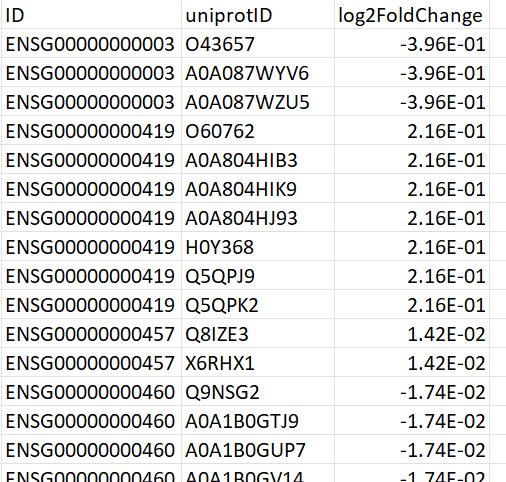 ID uniprotID log2FoldChange
ENSG00000000003 O43657 -3.96E-01
ENSG00000000003 A0A087WYV6 -3.96E-01
ENSG00000000003 A0A087WZU5 -3.96E-01
ENSG00000000419 O60762 2.16E-01
ENSG00000000419 A0A804HIB3 2.16E-01
ENSG00000000419 A0A804HIK9 2.16E-01
ENSG00000000419 A0A804HJ93 2.16E-01
ENSG00000000419 H0Y368 2.16E-01
ENSG00000000419 Q5QPJ9 2.16E-01
ENSG00000000419 Q5QPK2 2.16E-01
ENSG00000000457 Q8IZE3 1.42E-02
ENSG00000000457 X6RHX1 1.42E-02
ENSG00000000460 Q9NSG2 -1.74E-02
ENSG00000000460 A0A1B0GTJ9 -1.74E-02
ENSG00000000460 A0A1B0GUP7 -1.74E-02
ENSG00000000460 A0A1B0GV14 -1.74E-02